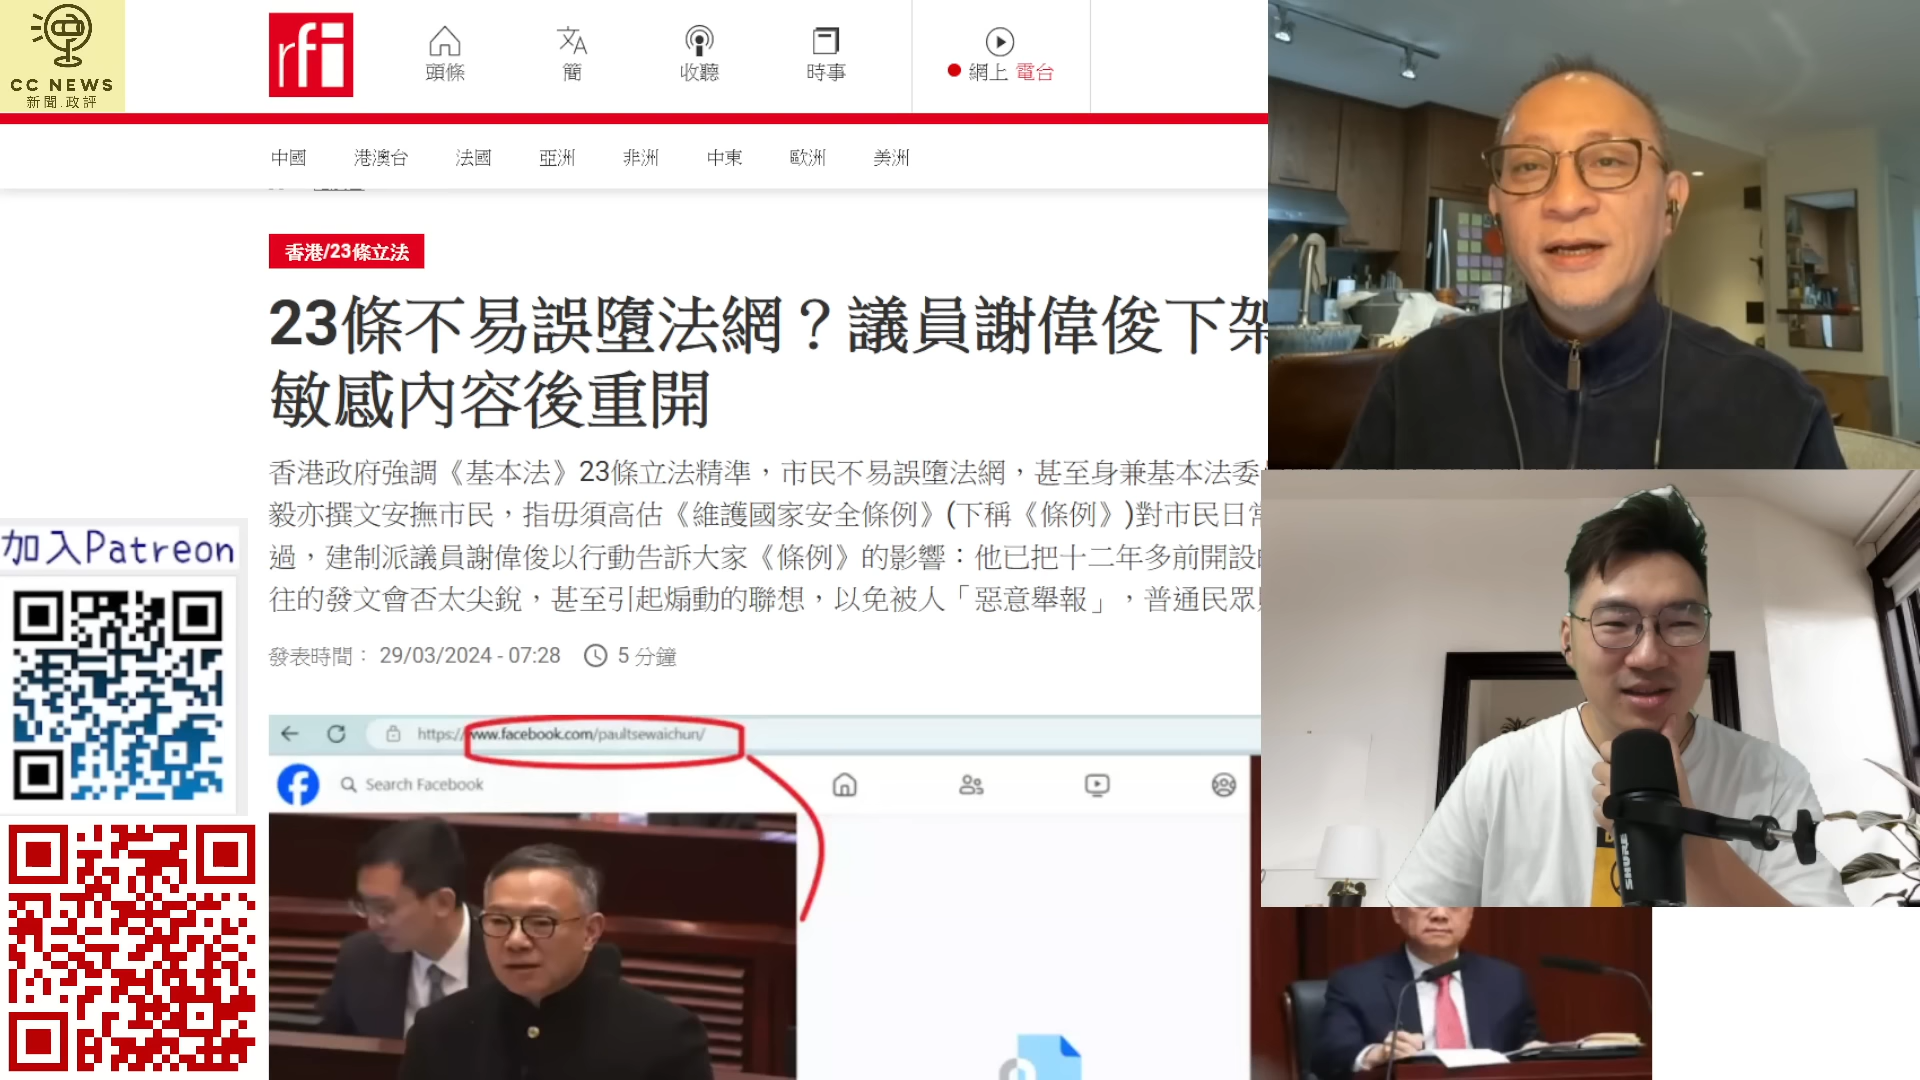 CC NEWS
新聞.政評
rfi
頭條
簡
收聽
時事
網上 電台
中國
港澳台
法國
亞洲
非洲
中東
歐洲
美洲
香港/23條立法
23條不易誤墮法網？議員謝偉俊下架
敏感內容後重開
香港政府強調《基本法》23條立法精準，市民不易誤墮法網，甚至身兼基本法委
毅亦撰文安撫市民，指毋須高估《維護國家安全條例》(下稱《條例》)對市民日常
過，建制派議員謝偉俊以行動告訴大家《條例》的影響：他已把十二年多前開設
往的發文會否太尖銳，甚至引起煽動的聯想，以免被人「惡意舉報」，普通民眾
發表時間： 29/03/2024 - 07:28
5 分鐘
加入Patreon
https://www.facebook.com/paultsewaichun/
Search Facebook
SHURE